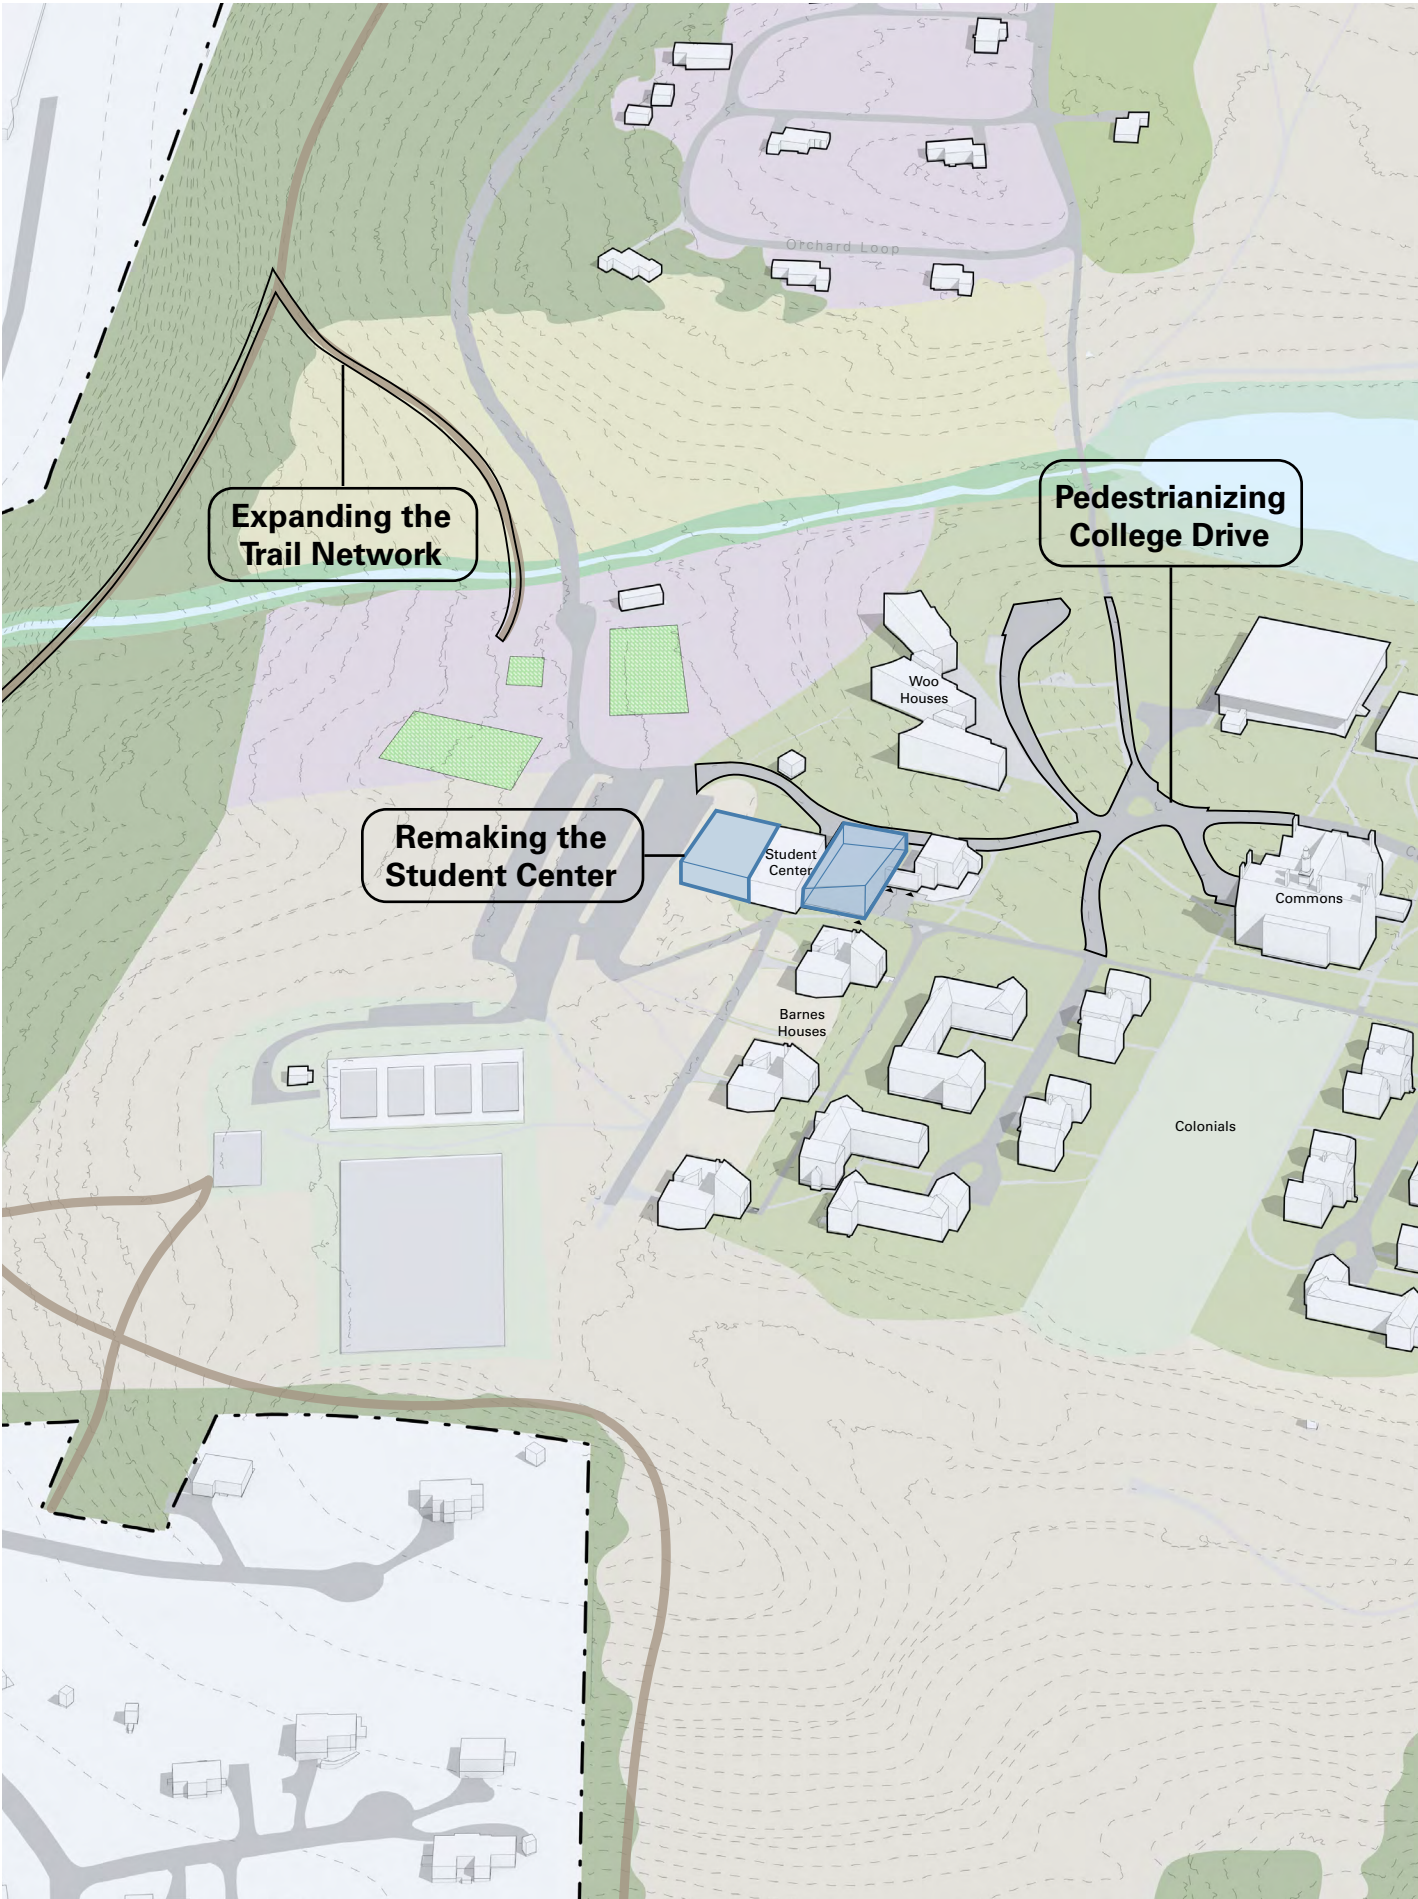 Orchard Loop
Expanding the
Trail Network
Pedestrianizing
College Drive
Woo
Houses
Remaking the
Student Center
Student
Center
Commons
Barnes
Houses
Colonials